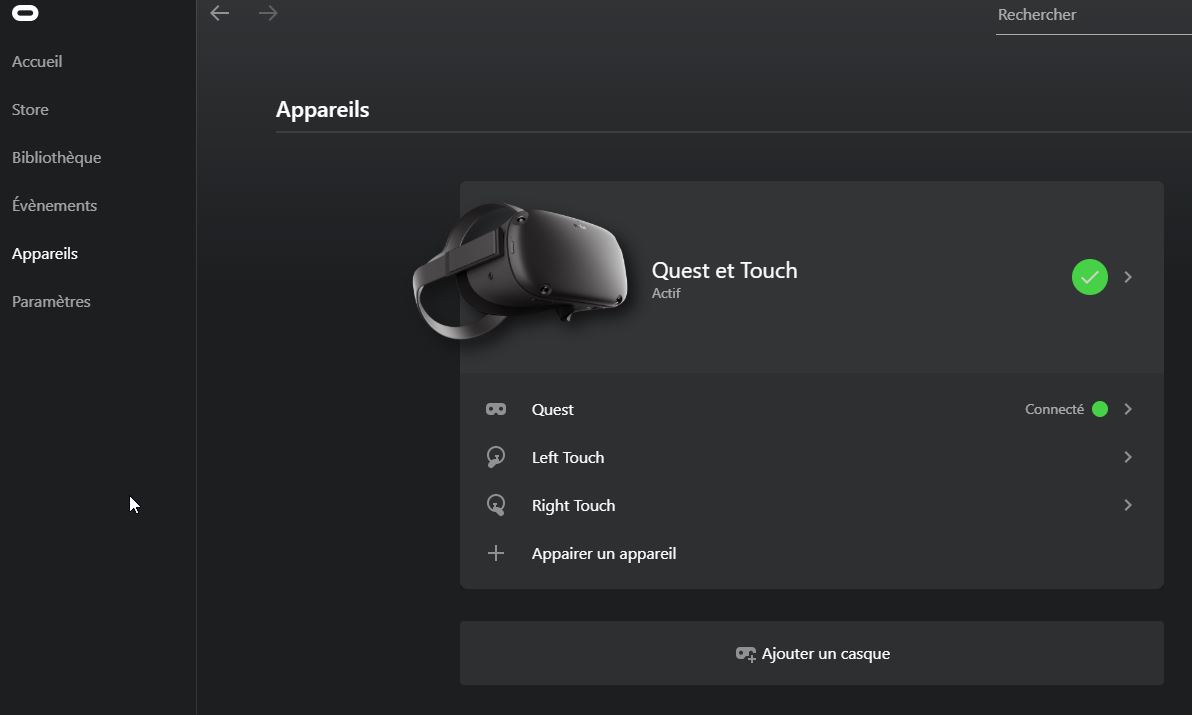 Rechercher
Accueil
Store
Bibliothèque
Évènements
Appareils
Paramètres
Appareils
Quest et Touch
Actif
Quest
Connecté
Left Touch
Right Touch
Appairer un appareil
Ajouter un casque